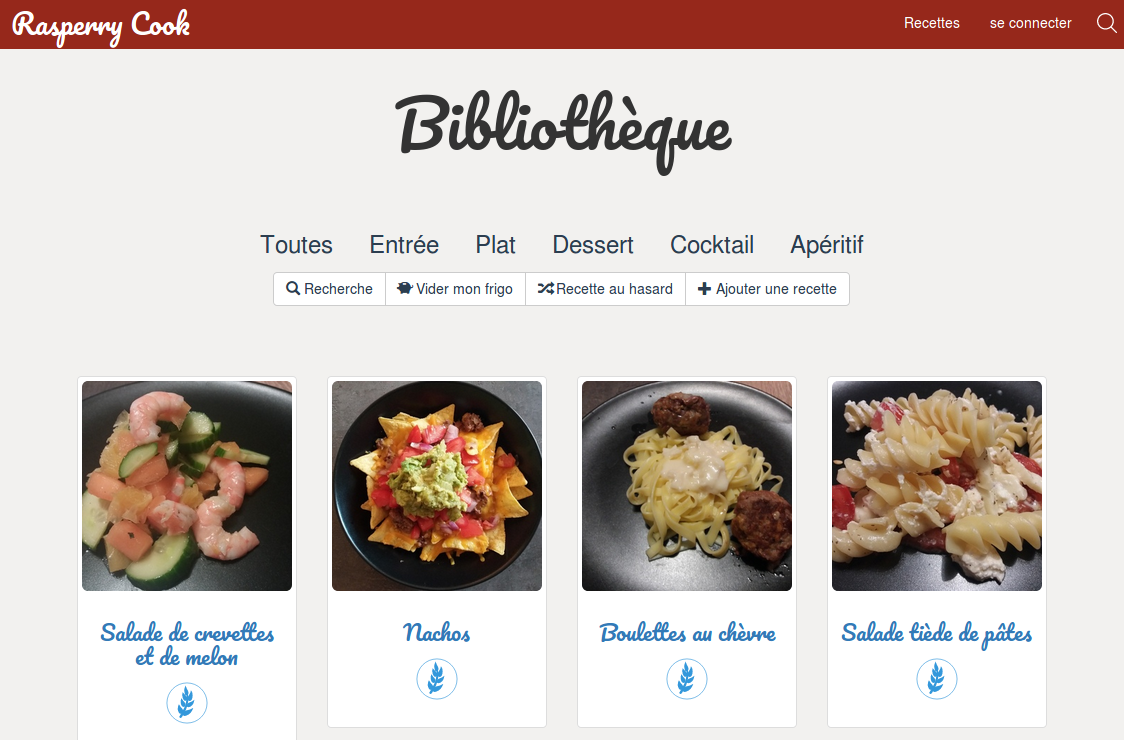 Rasperry Cook
Recettes se connecter
Bibliothèque
Toutes Entrée Plat Dessert Cocktail Apéritif
Recherche Vider mon frigo Recette au hasard Ajouter une recette
Salade de crevettes
et de melon
Nachos
Boulettes au chèvre
Salade tiède de pâtes